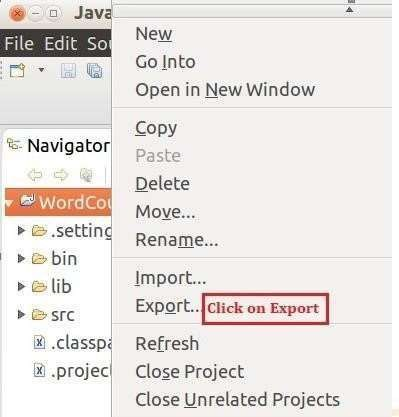 Java
File Edit Sou
New
Go Into
Open in New Window
Navigator
Copy
Paste
Delete
WordCou
Move...
.setting
Rename...
bin
lib
Import...
src
Export... Click on Export
.classpa
Refresh
.project
Close Project
Close Unrelated Projects